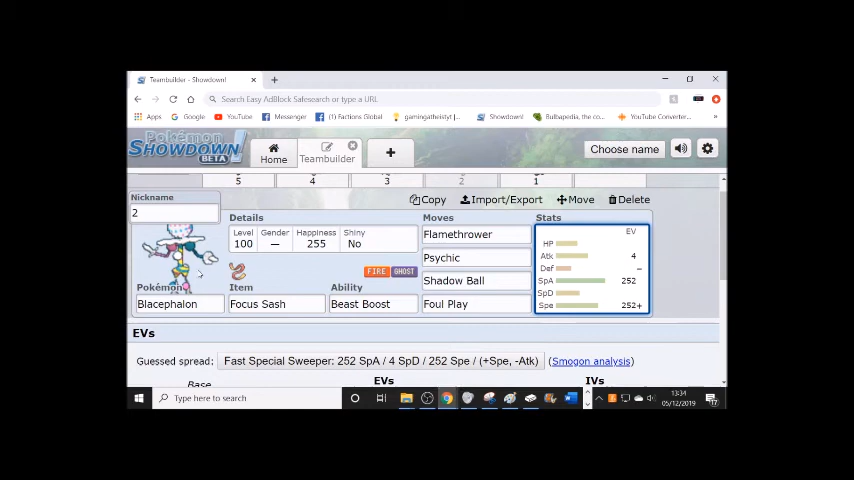 Teambuilder - Showdown!
Search Easy AdBlock Safesearch or type a URL
Apps Google YouTube Messenger (1) Factions Global gamingatheistyt |... Showdown! Bulbapedia, the co... YouTube Converter...
Pokémon
SHOWDOWN!
BETA
Home
Teambuilder
Choose name
5 4 3 2 1
Copy Import/Export Move Delete
Nickname
2
Details
Level Gender Happiness Shiny
100 — 255 No
FIRE GHOST
Pokémon Item Ability
Blacephalon Focus Sash Beast Boost
Moves
Flamethrower
Psychic
Shadow Ball
Foul Play
Stats
EV
HP
Atk 4
Def –
SpA 252
SpD
Spe 252+
EVs
Guessed spread: Fast Special Sweeper: 252 SpA / 4 SpD / 252 Spe / (+Spe, -Atk) (Smogon analysis)
Base EVs IVs
Type here to search
13:34
05/12/2019
17